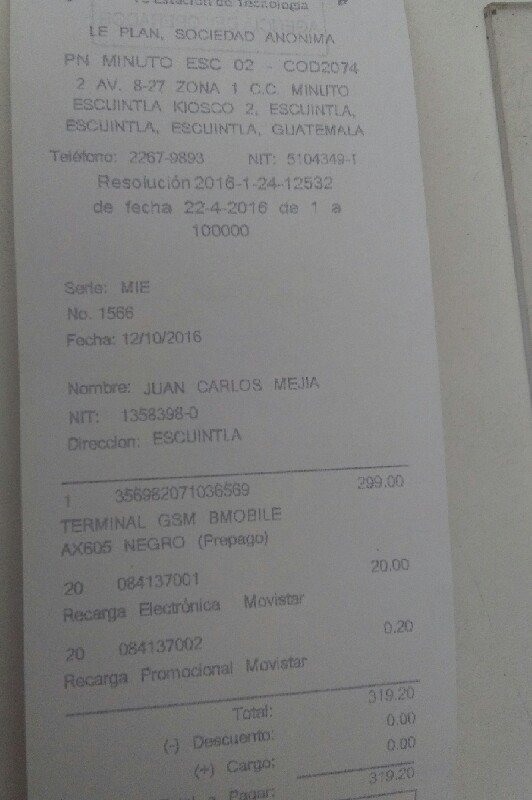 Estación de Tecnología
LE PLAN, SOCIEDAD ANONIMA
PN MINUTO ESC 02 - COD2074
2 AV. 8-27 ZONA 1 C.C. MINUTO
ESCUINTLA KIOSCO 2, ESCUINTLA,
ESCUINTLA, ESCUINTLA, GUATEMALA
Teléfono: 2267-9893 NIT: 5104349-1
Resolución 2016-1-24-12532
de fecha 22-4-2016 de 1 a
100000
Serie: MIE
No. 1566
Fecha: 12/10/2016
Nombre: JUAN CARLOS MEJIA
NIT: 1358398-0
Direccion: ESCUINTLA
1 356982071036569 299.00
TERMINAL GSM BMOBILE
AX605 NEGRO (Prepago)
20 084137001 20.00
Recarga Electrónica Movistar
20 084137002 0.20
Recarga Promocional Movistar
Total: 319.20
(-) Descuento: 0.00
(+) Cargo: 0.00
Pagar: 319.20